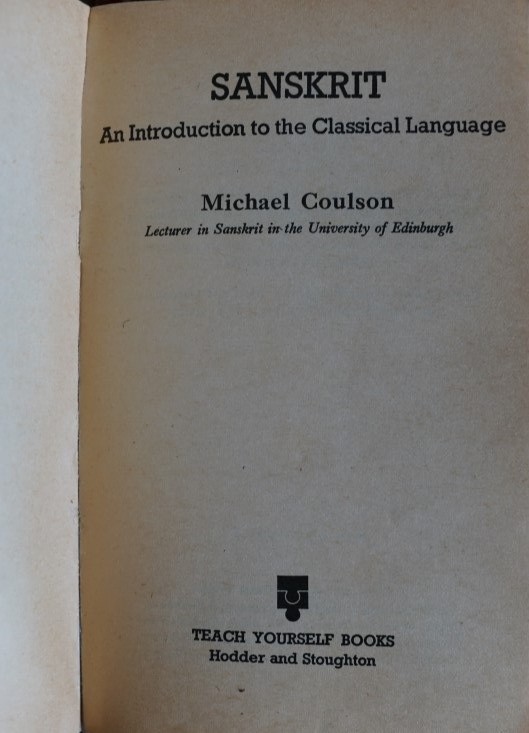 SANSKRIT
An Introduction to the Classical Language
Michael Coulson
Lecturer in Sanskrit in the University of Edinburgh
TEACH YOURSELF BOOKS
Hodder and Stoughton